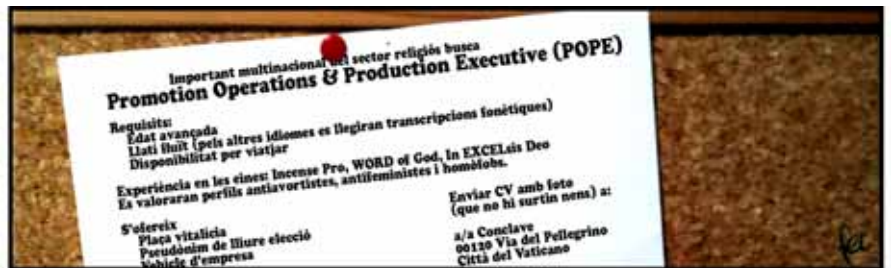 Important multinacional del sector religiós busca
Promotion Operations & Production Executive (POPE)
Requisits:
Edat avançada
Llatí fluït (pels altres idiomes es llegiran transcripcions fonètiques)
Disponibilitat per viatjar
Experiència en les eines: Incense Pro, WORD of God, In EXCELsis Deo
Es valoraran perfils antiavortistes, antifeministes i homòfobs.
S'ofereix
Plaça vitalícia
Pseudònim de lliure elecció
Vehicle d'empresa
Enviar CV amb foto
(que no hi surtin nens) a:
a/a Conclave
00120 Via del Pellegrino
Città del Vaticano